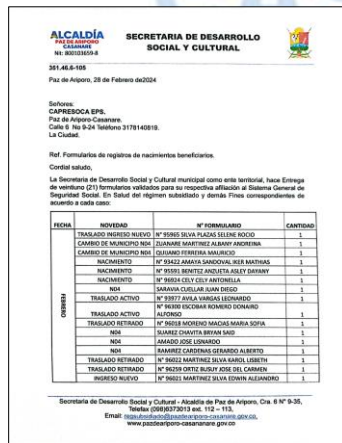 ALCALDÍA
PAZ DE ARIPORO
CASANARE
Nit: 800103659-8
SECRETARIA DE DESARROLLO
SOCIAL Y CULTURAL
351.46.6-105
Paz de Ariporo, 28 de Febrero de2024
Señores:
CAPRESOCA EPS.
Paz de Ariporo-Casanare.
Calle 6 No 9-24 Teléfono 3178140819.
La Ciudad.
Ref. Formularios de registros de nacimientos beneficiarios.
Cordial saludo,
La Secretaria de Desarrollo Social y Cultural municipal como ente territorial, hace Entrega
de veintiuno (21) formularios validados para su respectiva afiliación al Sistema General de
Seguridad Social. En Salud del régimen subsidiado y demás Fines correspondientes de
acuerdo a cada caso:
FECHA NOVEDAD N° FORMULARIO CANTIDAD
FEBRERO
TRASLADO INGRESO NUEVO N° 95965 SILVA PLAZAS SELENE ROCIO 1
CAMBIO DE MUNICIPIO N04 ZUANARE MARTINEZ ALBANY ANDREINA 1
CAMBIO DE MUNICIPIO N04 QUIJANO FERREIRA MAURICIO 1
NACIMIENTO N° 93422 AMAYA SANDOVAL IKER MATHIAS 1
NACIMIENTO N° 95591 BENITEZ ANZUETA ASLEY DAYANY 1
NACIMIENTO N° 96924 CELY CELY ANTONELLA 1
N04 SARAVIA CUELLAR JUAN DIEGO 1
TRASLADO ACTIVO N° 93977 AVILA VARGAS LEONARDO 1
TRASLADO ACTIVO N° 96300 ESCOBAR ROMERO DONAIRO
ALFONSO 1
TRASLADO RETIRADO N° 96018 MORENO MACIAS MARIA SOFIA 1
N04 SUAREZ CHAVITA BRYAN SAID 1
N04 AMADO JOSE LISNARDO 1
N04 RAMIREZ CARDENAS GERARDO ALBERTO 1
TRASLADO RETIRADO N° 96022 MARTINEZ SILVA KAROL LISBETH 1
TRASLADO RETIRADO N° 96259 ORTIZ BUSUY JOSE DEL CARMEN 1
INGRESO NUEVO N° 96021 MARTINEZ SILVA EDWIN ALEJANDRO 1
Secretaria de Desarrollo Social y Cultural - Alcaldía de Paz de Ariporo, Cra. 6 N° 9-35,
Telefax (098)6373013 ext. 112 – 113,
Email: regsubsidiado@pazdeariporo-casanare.gov.co,
www.pazdeariporo-casanare.gov.co